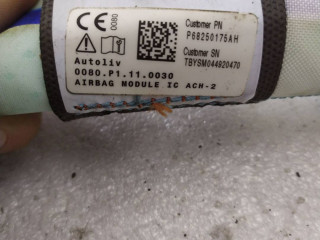 CE
0080
Customer PN
P68250175AH
Customer SN
TBYSM044920470
Autoliv
0080.P1.11.0030
AIRBAG MODULE IC ACH-2